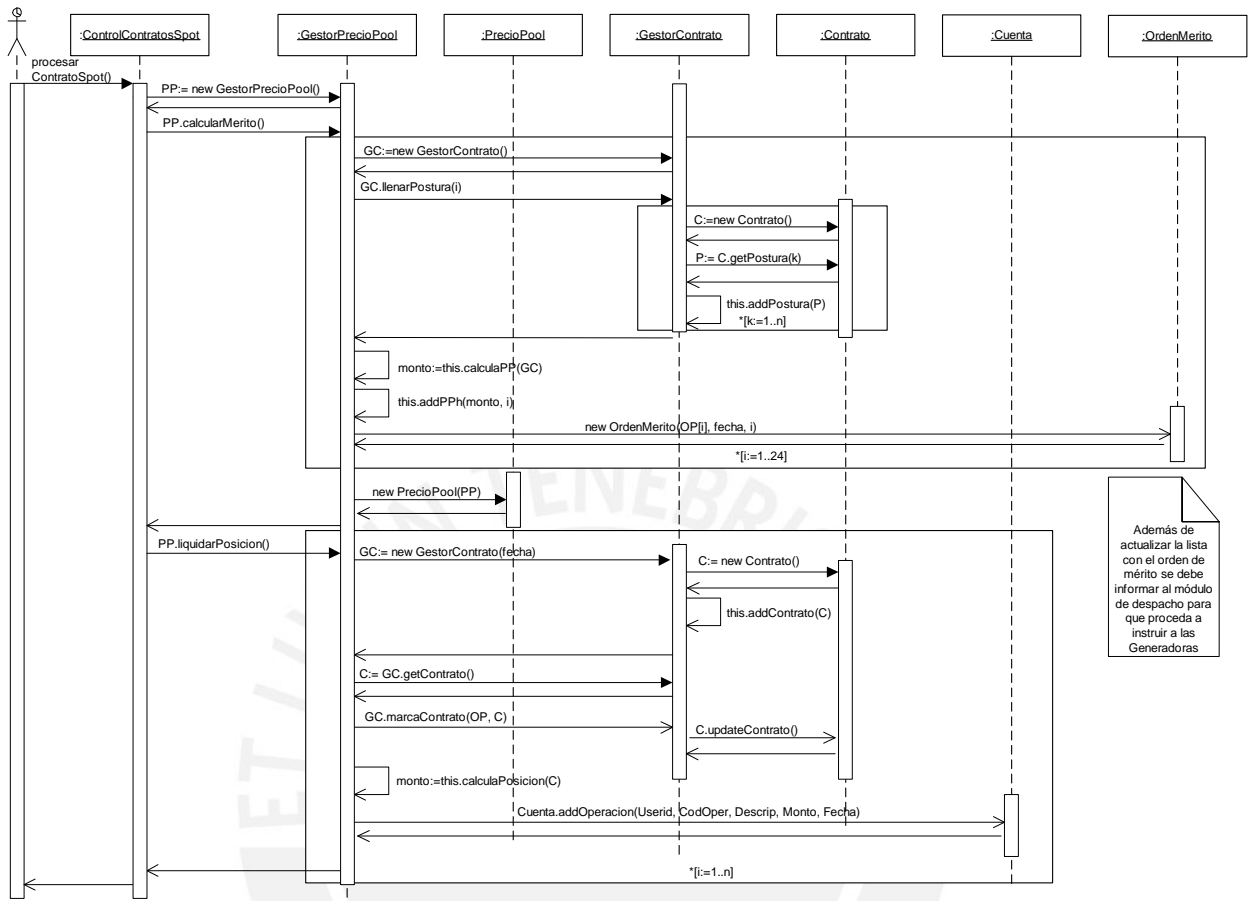 :ControlContratosSpot
:GestorPrecioPool
:PrecioPool
:GestorContrato
:Contrato
:Cuenta
:OrdenMerito
procesar
ContratoSpot()
PP:= new GestorPrecioPool()
PP.calcularMerito()
GC:=new GestorContrato()
GC.llenarPostura(i)
C:=new Contrato()
P:= C.getPostura(k)
this.addPostura(P)
*[k:=1..n]
monto:=this.calculaPP(GC)
this.addPPh(monto, i)
new OrdenMerito(OP[i], fecha, i)
*[i:=1..24]
new PrecioPool(PP)
Además de
actualizar la lista
con el orden de
mérito se debe
informar al módulo
de despacho para
que proceda a
instruir a las
Generadoras
PP.liquidarPosicion()
GC:= new GestorContrato(fecha)
C:= new Contrato()
this.addContrato(C)
C:= GC.getContrato()
GC.marcaContrato(OP, C)
C.updateContrato()
monto:=this.calculaPosicion(C)
Cuenta.addOperacion(Userid, CodOper, Descrip, Monto, Fecha)
*[i:=1..n]